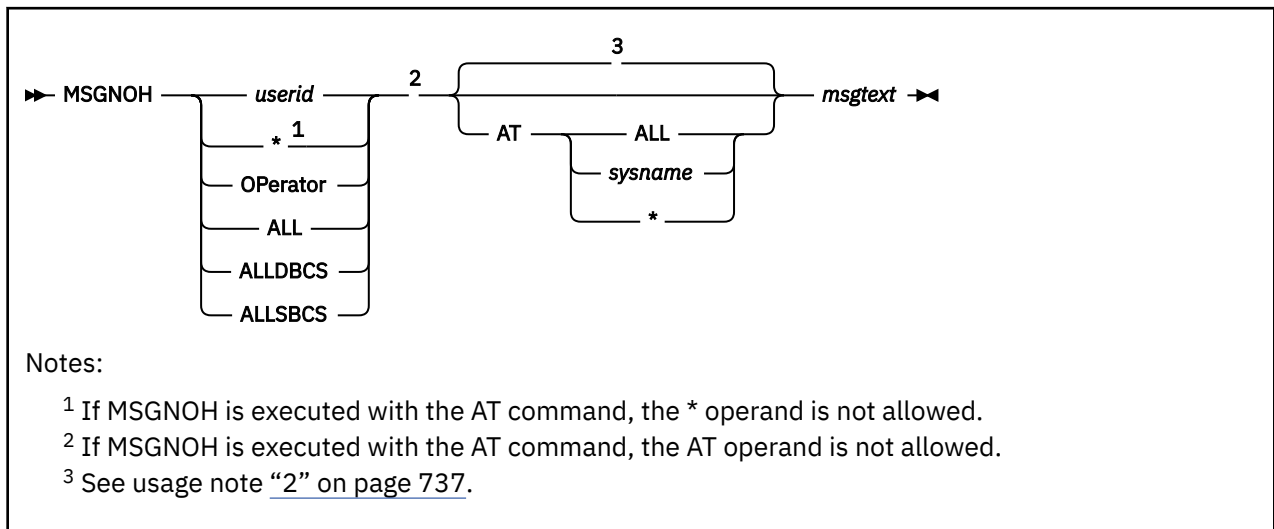 3
MSGNOH userid 2 msgtext
* 1
AT ALL
OPerator
sysname
ALL
*
ALLDBCS
ALLSBCS
Notes:
1 If MSGNOH is executed with the AT command, the * operand is not allowed.
2 If MSGNOH is executed with the AT command, the AT operand is not allowed.
3 See usage note “2” on page 737.